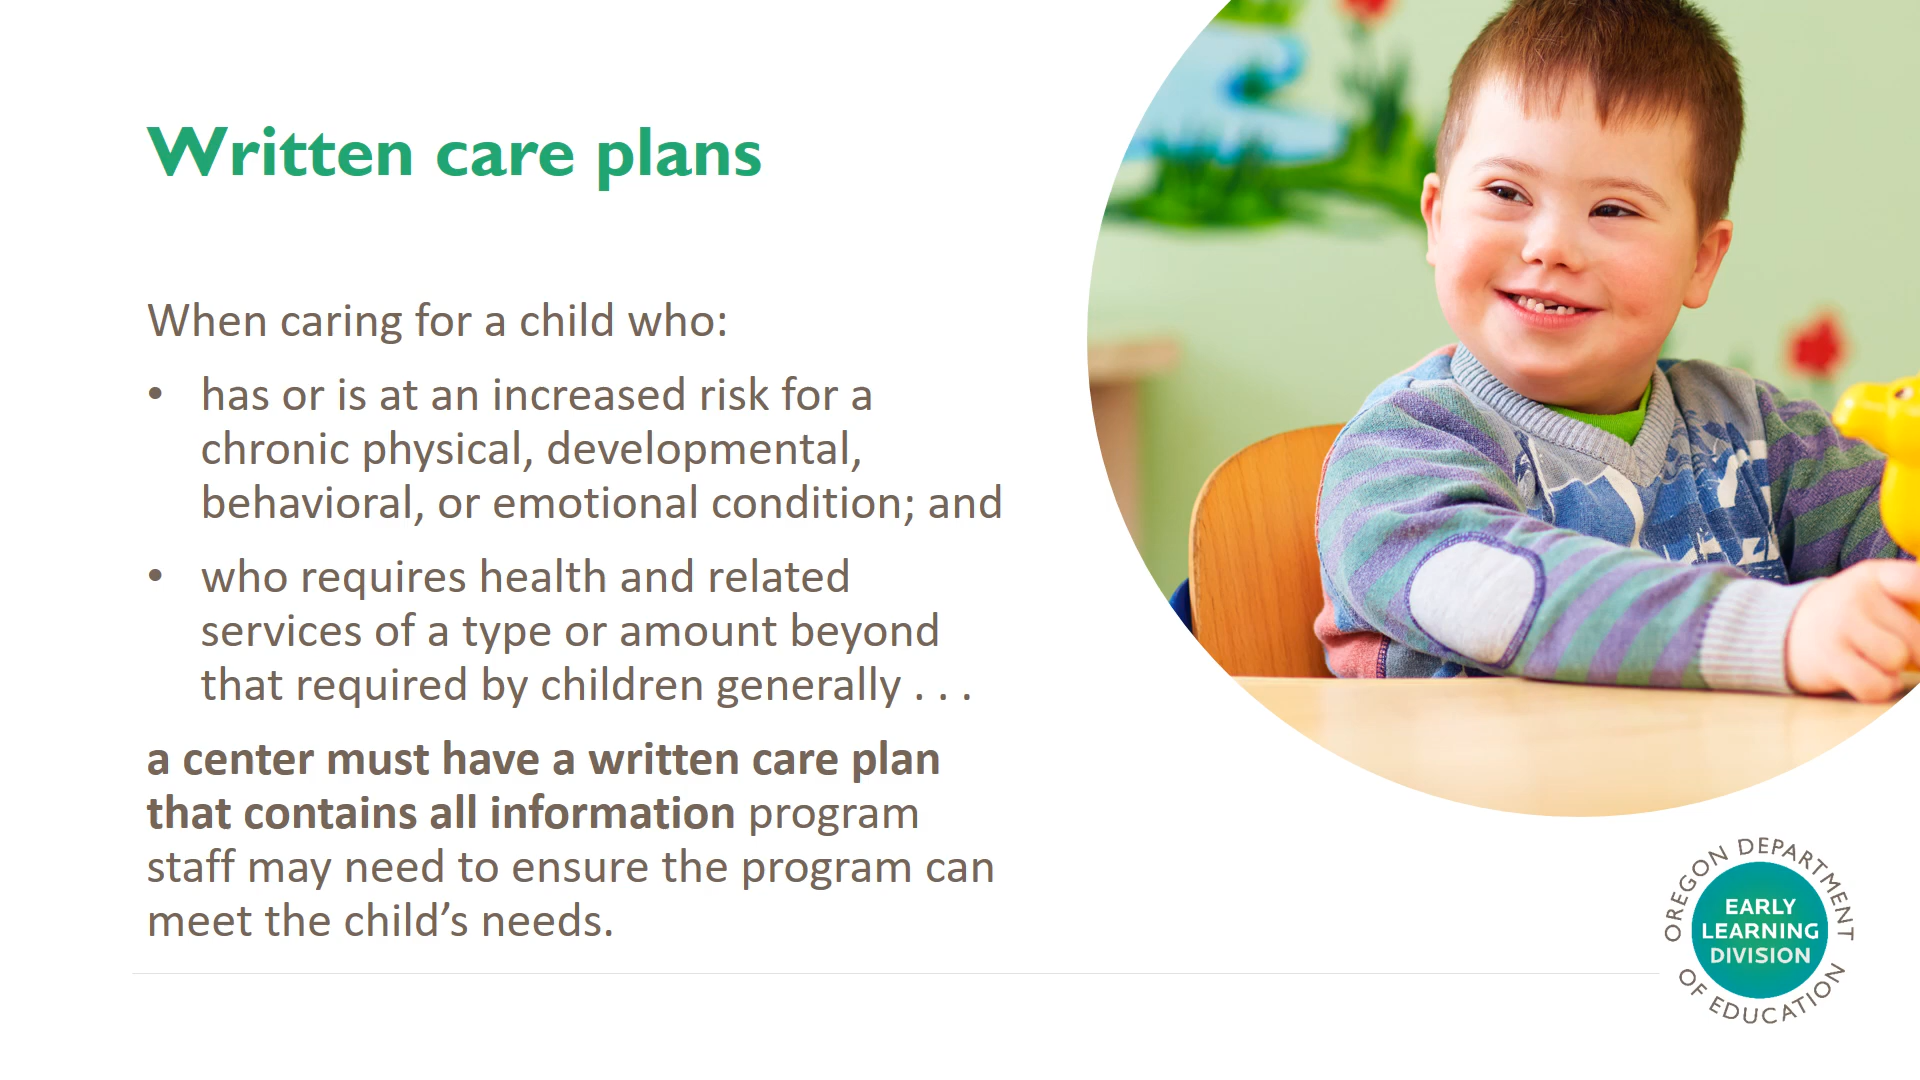 Written care plans
When caring for a child who:
• has or is at an increased risk for a
chronic physical, developmental,
behavioral, or emotional condition; and
• who requires health and related
services of a type or amount beyond
that required by children generally . . .
a center must have a written care plan
that contains all information program
staff may need to ensure the program can
meet the child’s needs.
OREGON DEPARTMENT
EARLY
LEARNING
DIVISION
OF EDUCATION